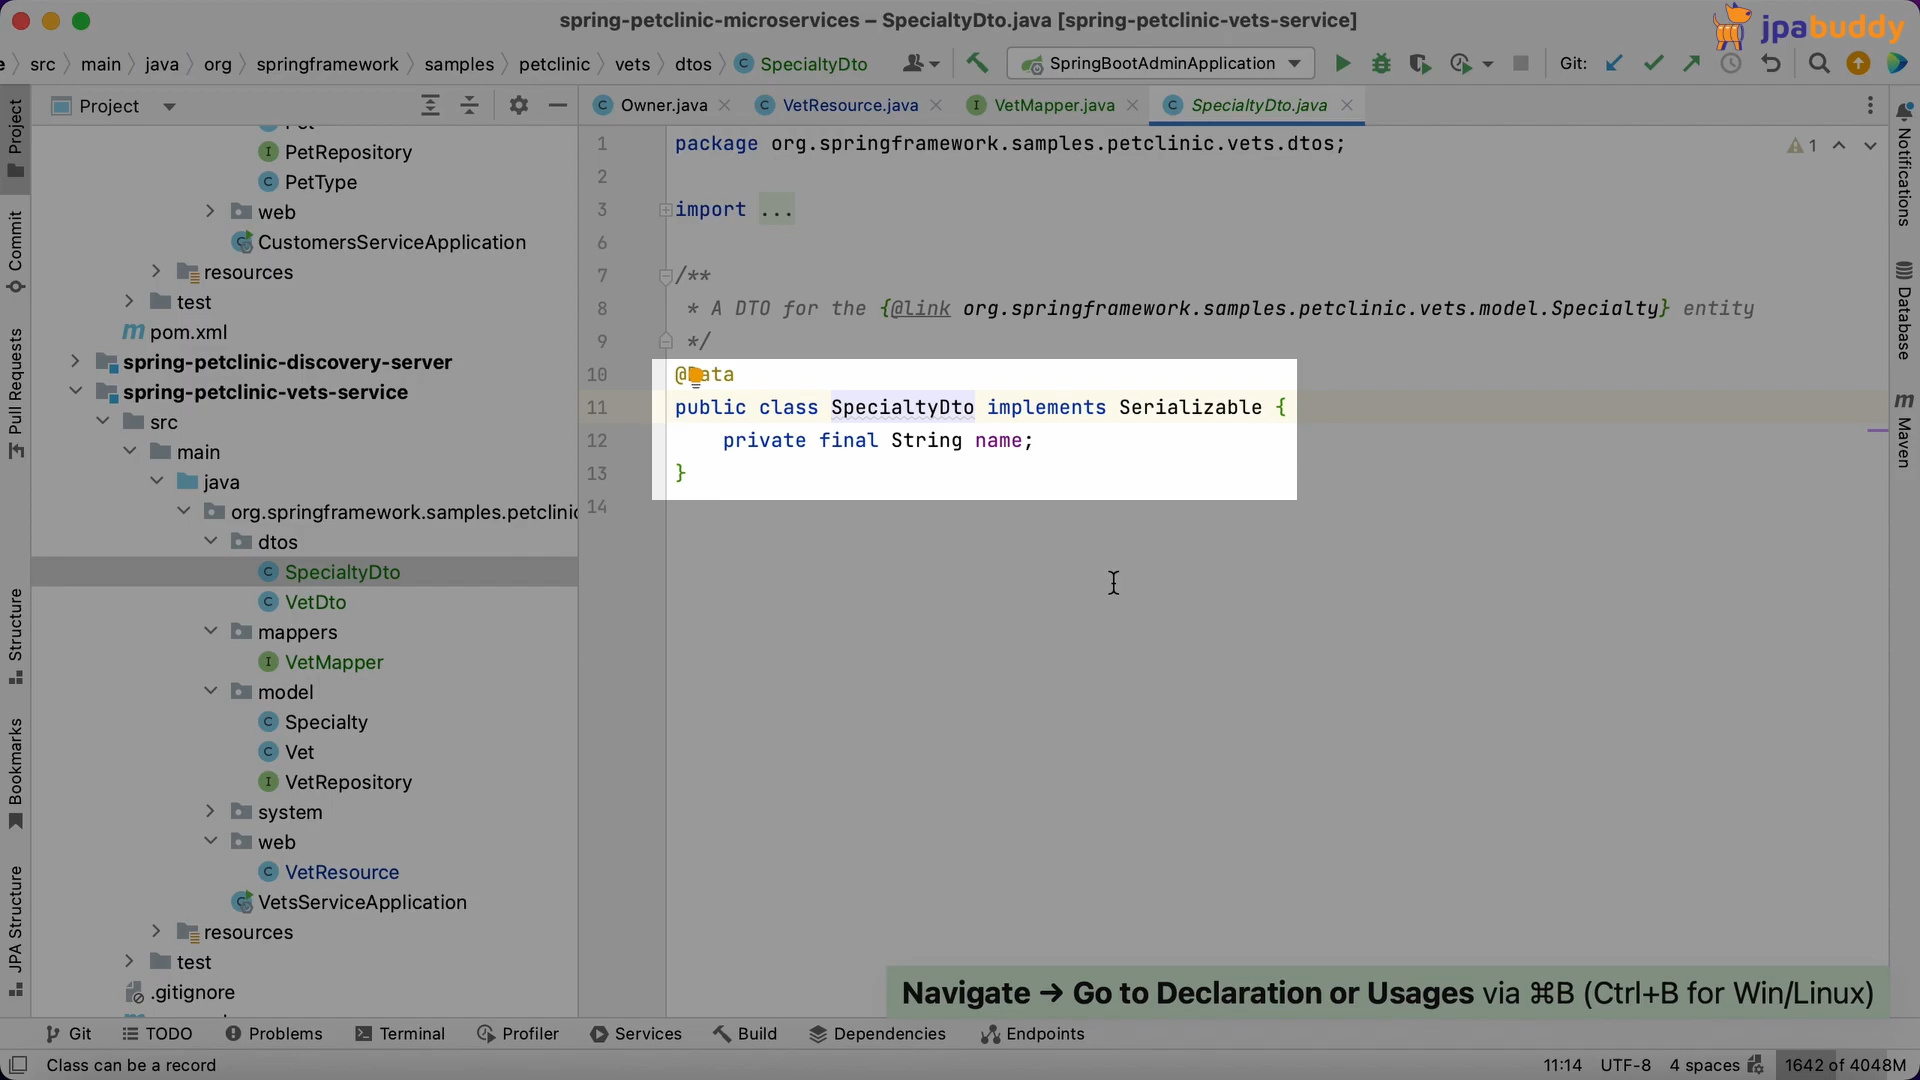 spring-petclinic-microservices – SpecialtyDto.java [spring-petclinic-vets-service]
jpabuddy
e src main java org springframework samples petclinic vets dtos SpecialtyDto
SpringBootAdminApplication
Git:
Project
Owner.java
VetResource.java
VetMapper.java
SpecialtyDto.java
Project
Commit
Pull Requests
Structure
Bookmarks
JPA Structure
PetRepository
PetType
web
CustomersServiceApplication
resources
test
pom.xml
spring-petclinic-discovery-server
spring-petclinic-vets-service
src
main
java
org.springframework.samples.petclinic
dtos
SpecialtyDto
VetDto
mappers
VetMapper
model
Specialty
Vet
VetRepository
system
web
VetResource
VetsServiceApplication
resources
test
.gitignore
1 package org.springframework.samples.petclinic.vets.dtos;
2
3 import ...
6
7 /**
8 * A DTO for the {@link org.springframework.samples.petclinic.vets.model.Specialty} entity
9 */
10 @Data
11 public class SpecialtyDto implements Serializable {
12 private final String name;
13 }
14
1
Notifications
Database
Maven
Navigate → Go to Declaration or Usages via ⌘B (Ctrl+B for Win/Linux)
Git TODO Problems Terminal Profiler Services Build Dependencies Endpoints
Class can be a record
11:14 UTF-8 4 spaces 1642 of 4048M